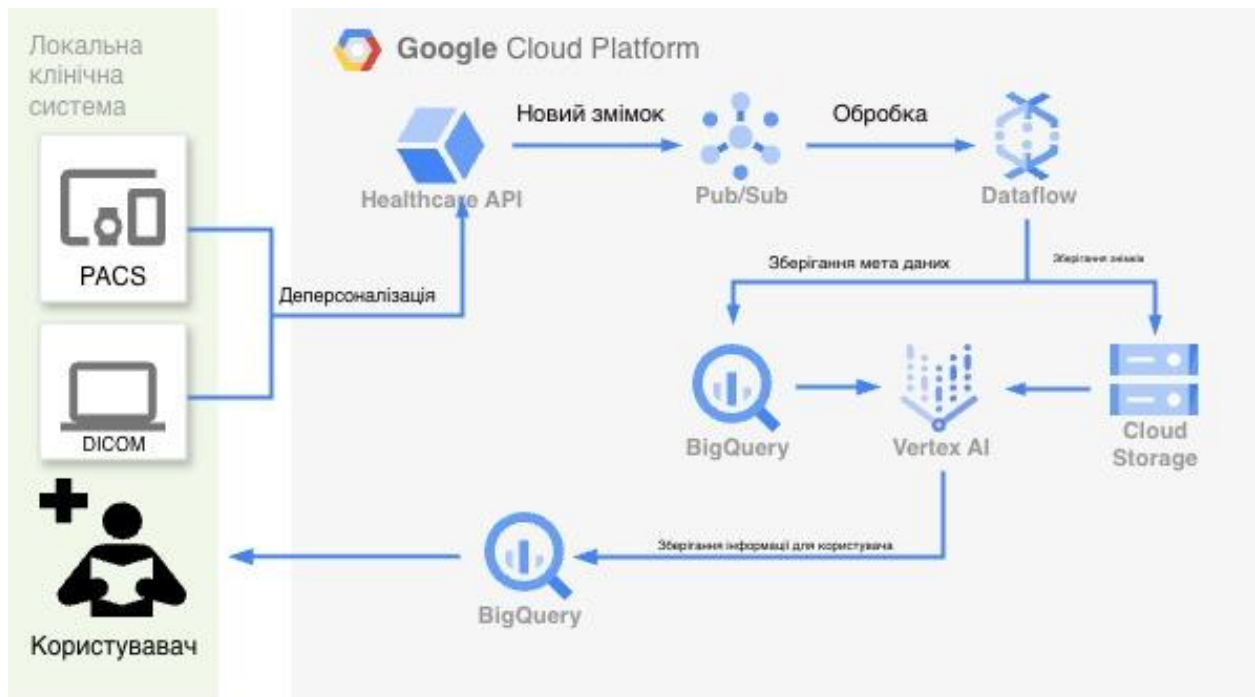 Локальна
клінічна
система
Google Cloud Platform
Новий змімок
Обробка
Healthcare API
Pub/Sub
Dataflow
PACS
Деперсоналізація
Зберігання мета даних
Зберігання знімків
DICOM
BigQuery
Vertex AI
Cloud
Storage
Зберігання інформації для користувача
BigQuery
Користувавач